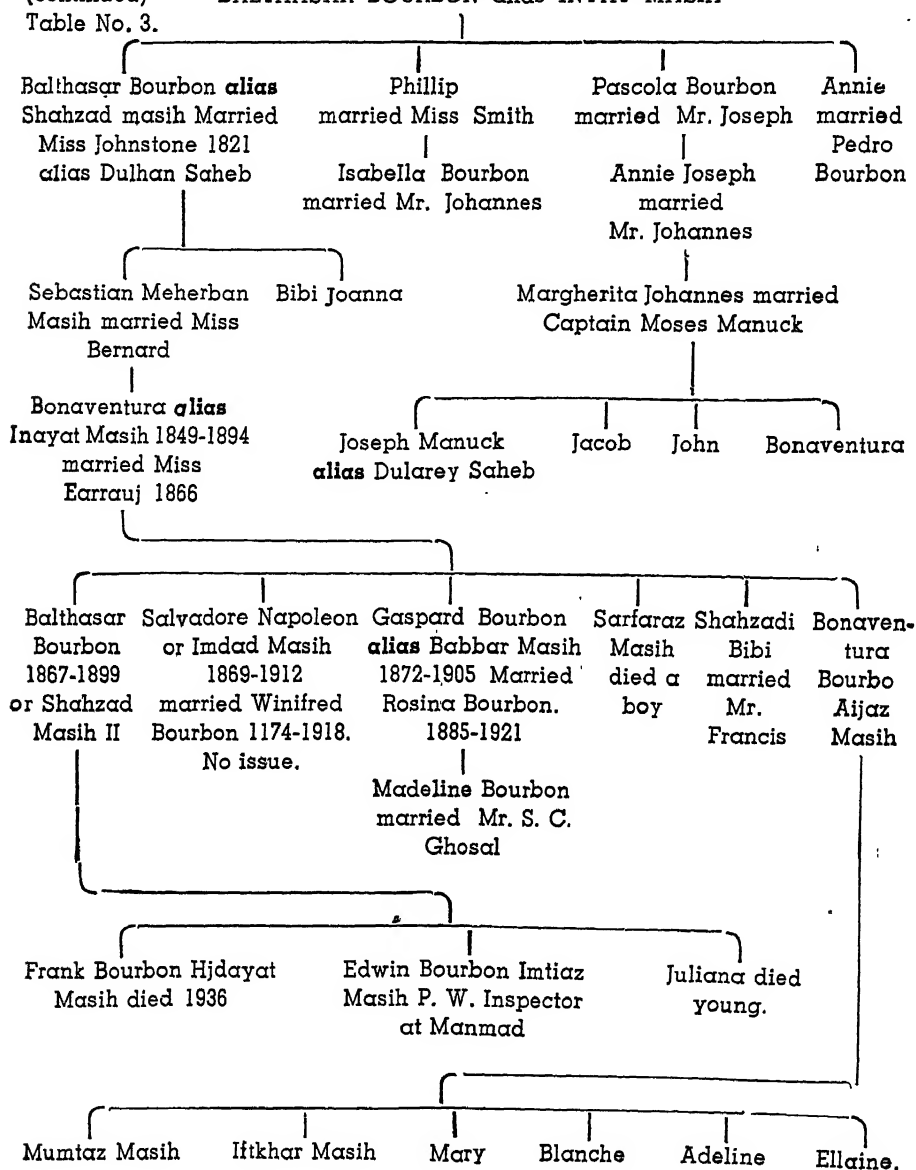 Table No. 3.
Balthasar Bourbon alias
Shahzad masih Married
Miss Johnstone 1821
alias Dulhan Saheb
Phillip
married Miss Smith
Isabella Bourbon
married Mr. Johannes
Pascola Bourbon
married Mr. Joseph
Annie Joseph
married
Mr. Johannes
Annie
married
Pedro
Bourbon
Sebastian Meherban
Masih married Miss
Bernard
Bibi Joanna
Margherita Johannes married
Captain Moses Manuck
Bonaventura alias
Inayat Masih 1849-1894
married Miss
Earrauj 1866
Joseph Manuck
alias Dularey Saheb
Jacob
John
Bonaventura
Balthasar
Bourbon
1867-1899
or Shahzad
Masih II
Salvadore Napoleon
or Imdad Masih
1869-1912
married Winifred
Bourbon 1174-1918.
No issue.
Gaspard Bourbon
alias Babbar Masih
1872-1905 Married
Rosina Bourbon.
1885-1921
Madeline Bourbon
married Mr. S. C.
Ghosal
Sarfaraz
Masih
died a
boy
Shahzadi
Bibi
married
Mr.
Francis
Bonaven-
tura
Bourbo
Aijaz
Masih
Frank Bourbon Hjdayat
Masih died 1936
Edwin Bourbon Imtiaz
Masih P. W. Inspector
at Manmad
Juliana died
young.
Mumtaz Masih
Iftkhar Masih
Mary
Blanche
Adeline
Ellaine.